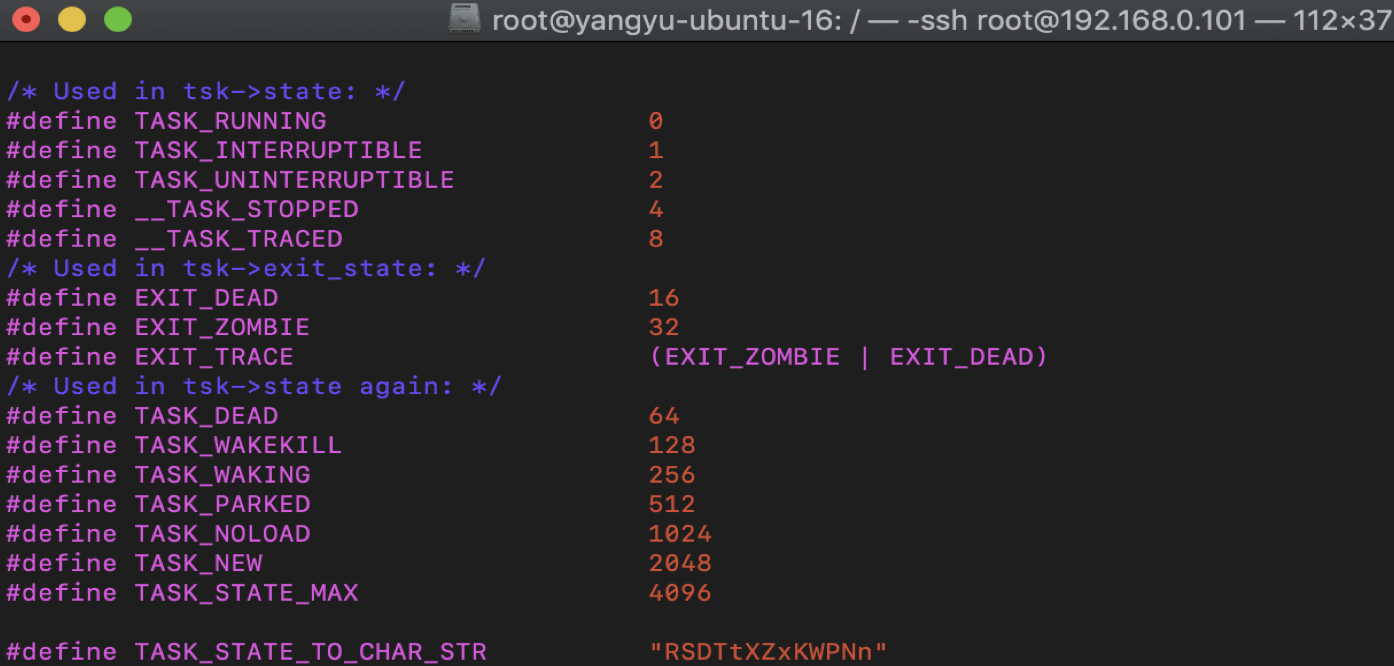 root@yangyu-ubuntu-16: / — -ssh root@192.168.0.101 — 112×37
/* Used in tsk->state: */
#define TASK_RUNNING 0
#define TASK_INTERRUPTIBLE 1
#define TASK_UNINTERRUPTIBLE 2
#define __TASK_STOPPED 4
#define __TASK_TRACED 8
/* Used in tsk->exit_state: */
#define EXIT_DEAD 16
#define EXIT_ZOMBIE 32
#define EXIT_TRACE (EXIT_ZOMBIE | EXIT_DEAD)
/* Used in tsk->state again: */
#define TASK_DEAD 64
#define TASK_WAKEKILL 128
#define TASK_WAKING 256
#define TASK_PARKED 512
#define TASK_NOLOAD 1024
#define TASK_NEW 2048
#define TASK_STATE_MAX 4096
#define TASK_STATE_TO_CHAR_STR "RSDTtXZxKWPNn"